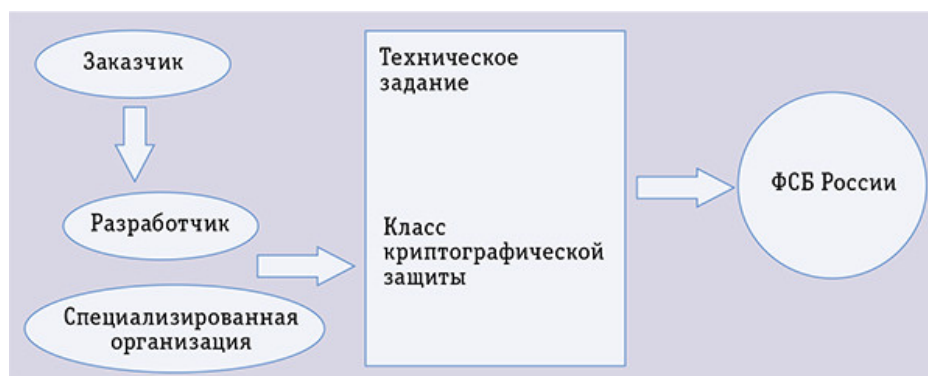 Заказчик
Разработчик
Специализированная
организация
Техническое
задание
Класс
криптографической
защиты
ФСБ России